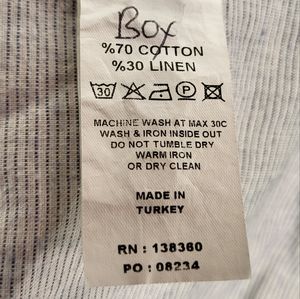 Box
%70 COTTON
%30 LINEN
30 P
MACHINE WASH AT MAX 30C
WASH & IRON INSIDE OUT
DO NOT TUMBLE DRY
WARM IRON
OR DRY CLEAN
MADE IN
TURKEY
RN : 138360
PO : 08234